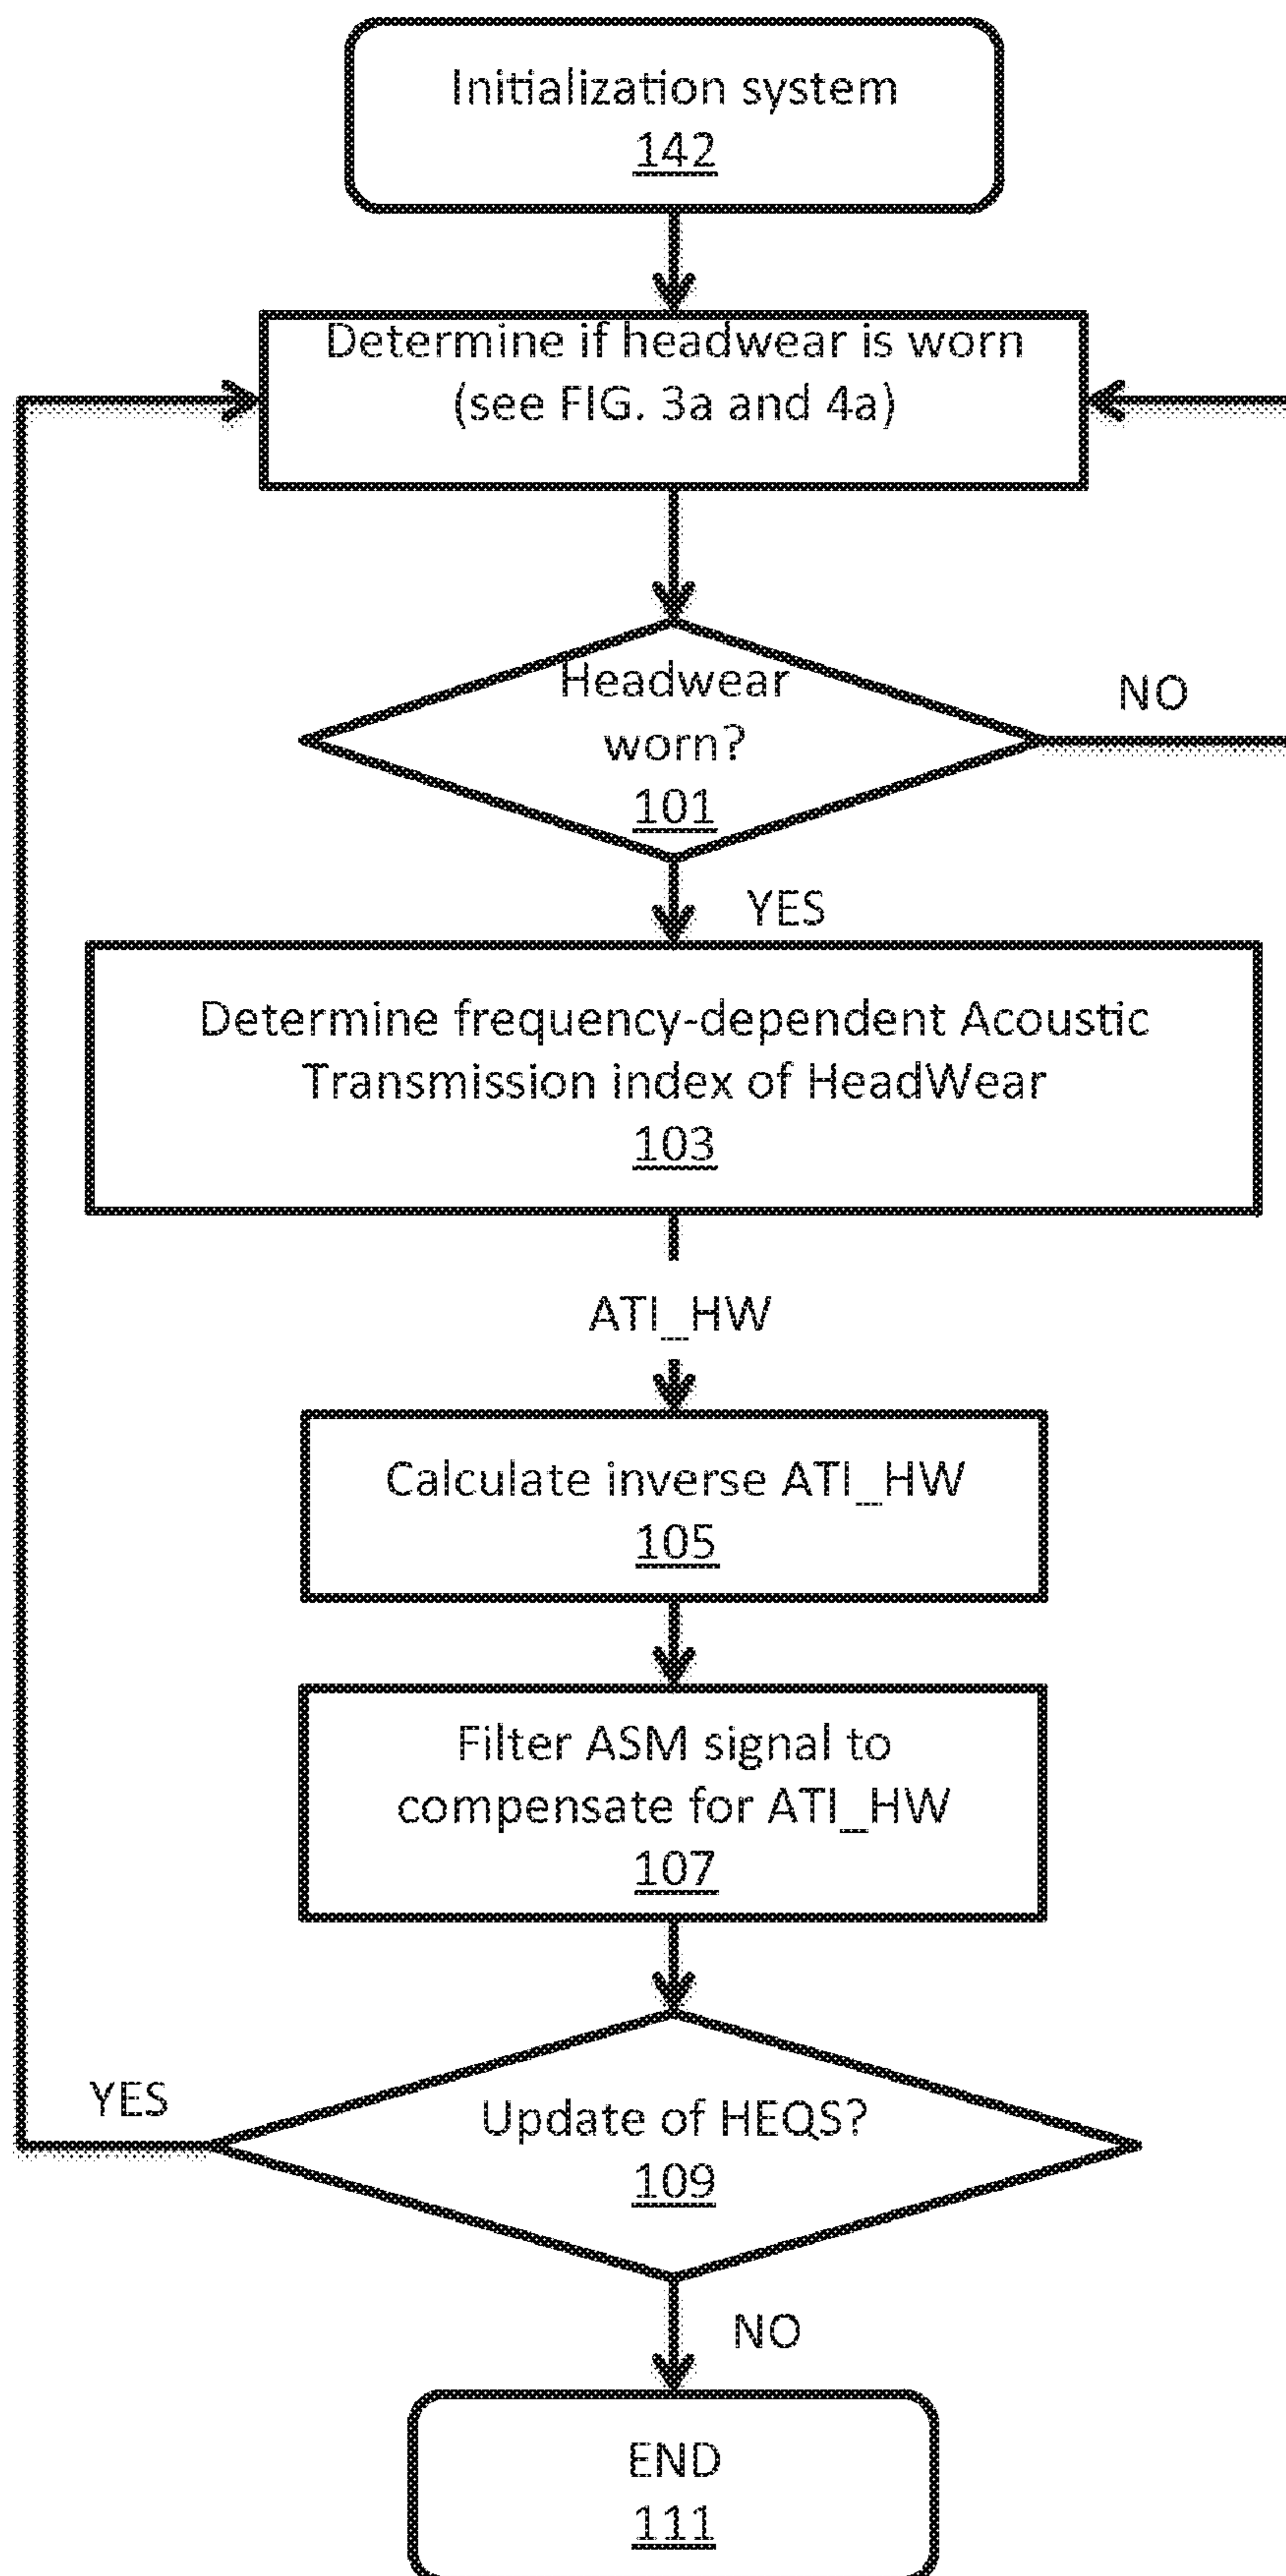 Initialization system
142
Determine if headwear is worn
(see FIG. 3a and 4a)
Headwear
worn?
101
NO
YES
Determine frequency-dependent Acoustic
Transmission index of HeadWear
103
ATI_HW
Calculate inverse ATI_HW
105
Filter ASM signal to
compensate for ATI_HW
107
YES
Update of HEQS?
109
NO
END
111